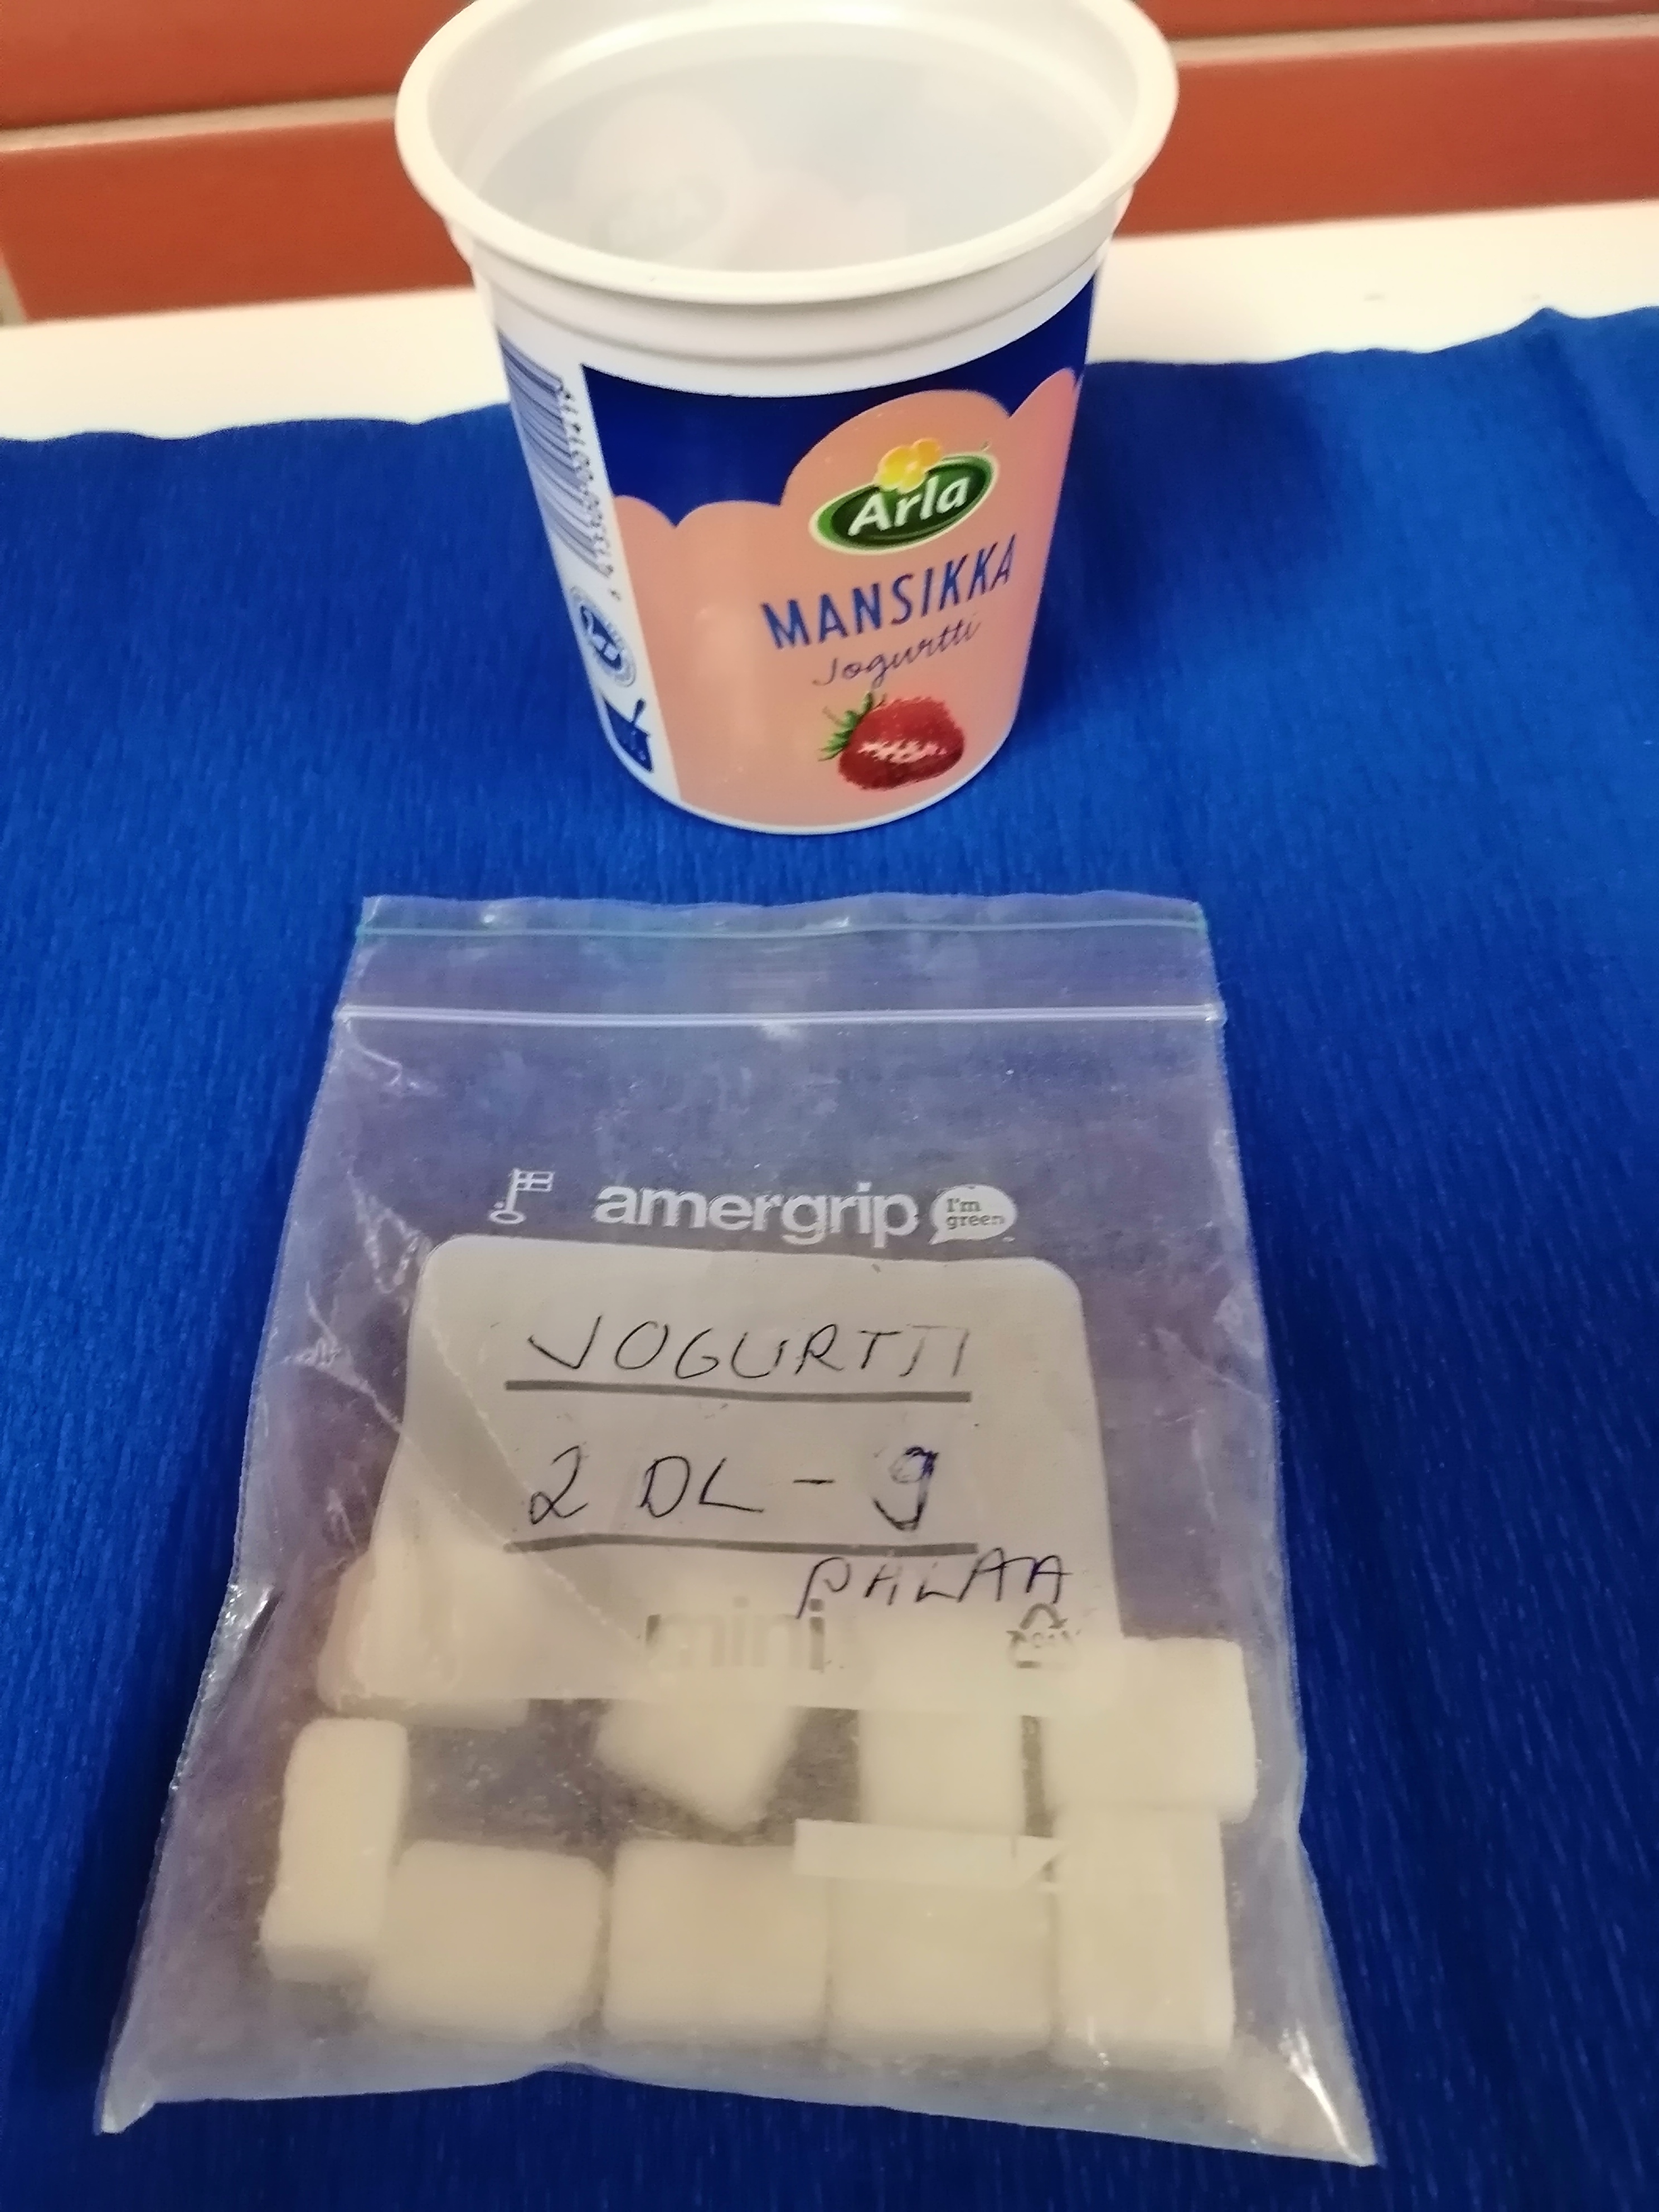 Arla
MANSIKKA
Jogurtti
amergrip
I'm
green
JOGURTTI
2 DL - 9
PALAA
mini